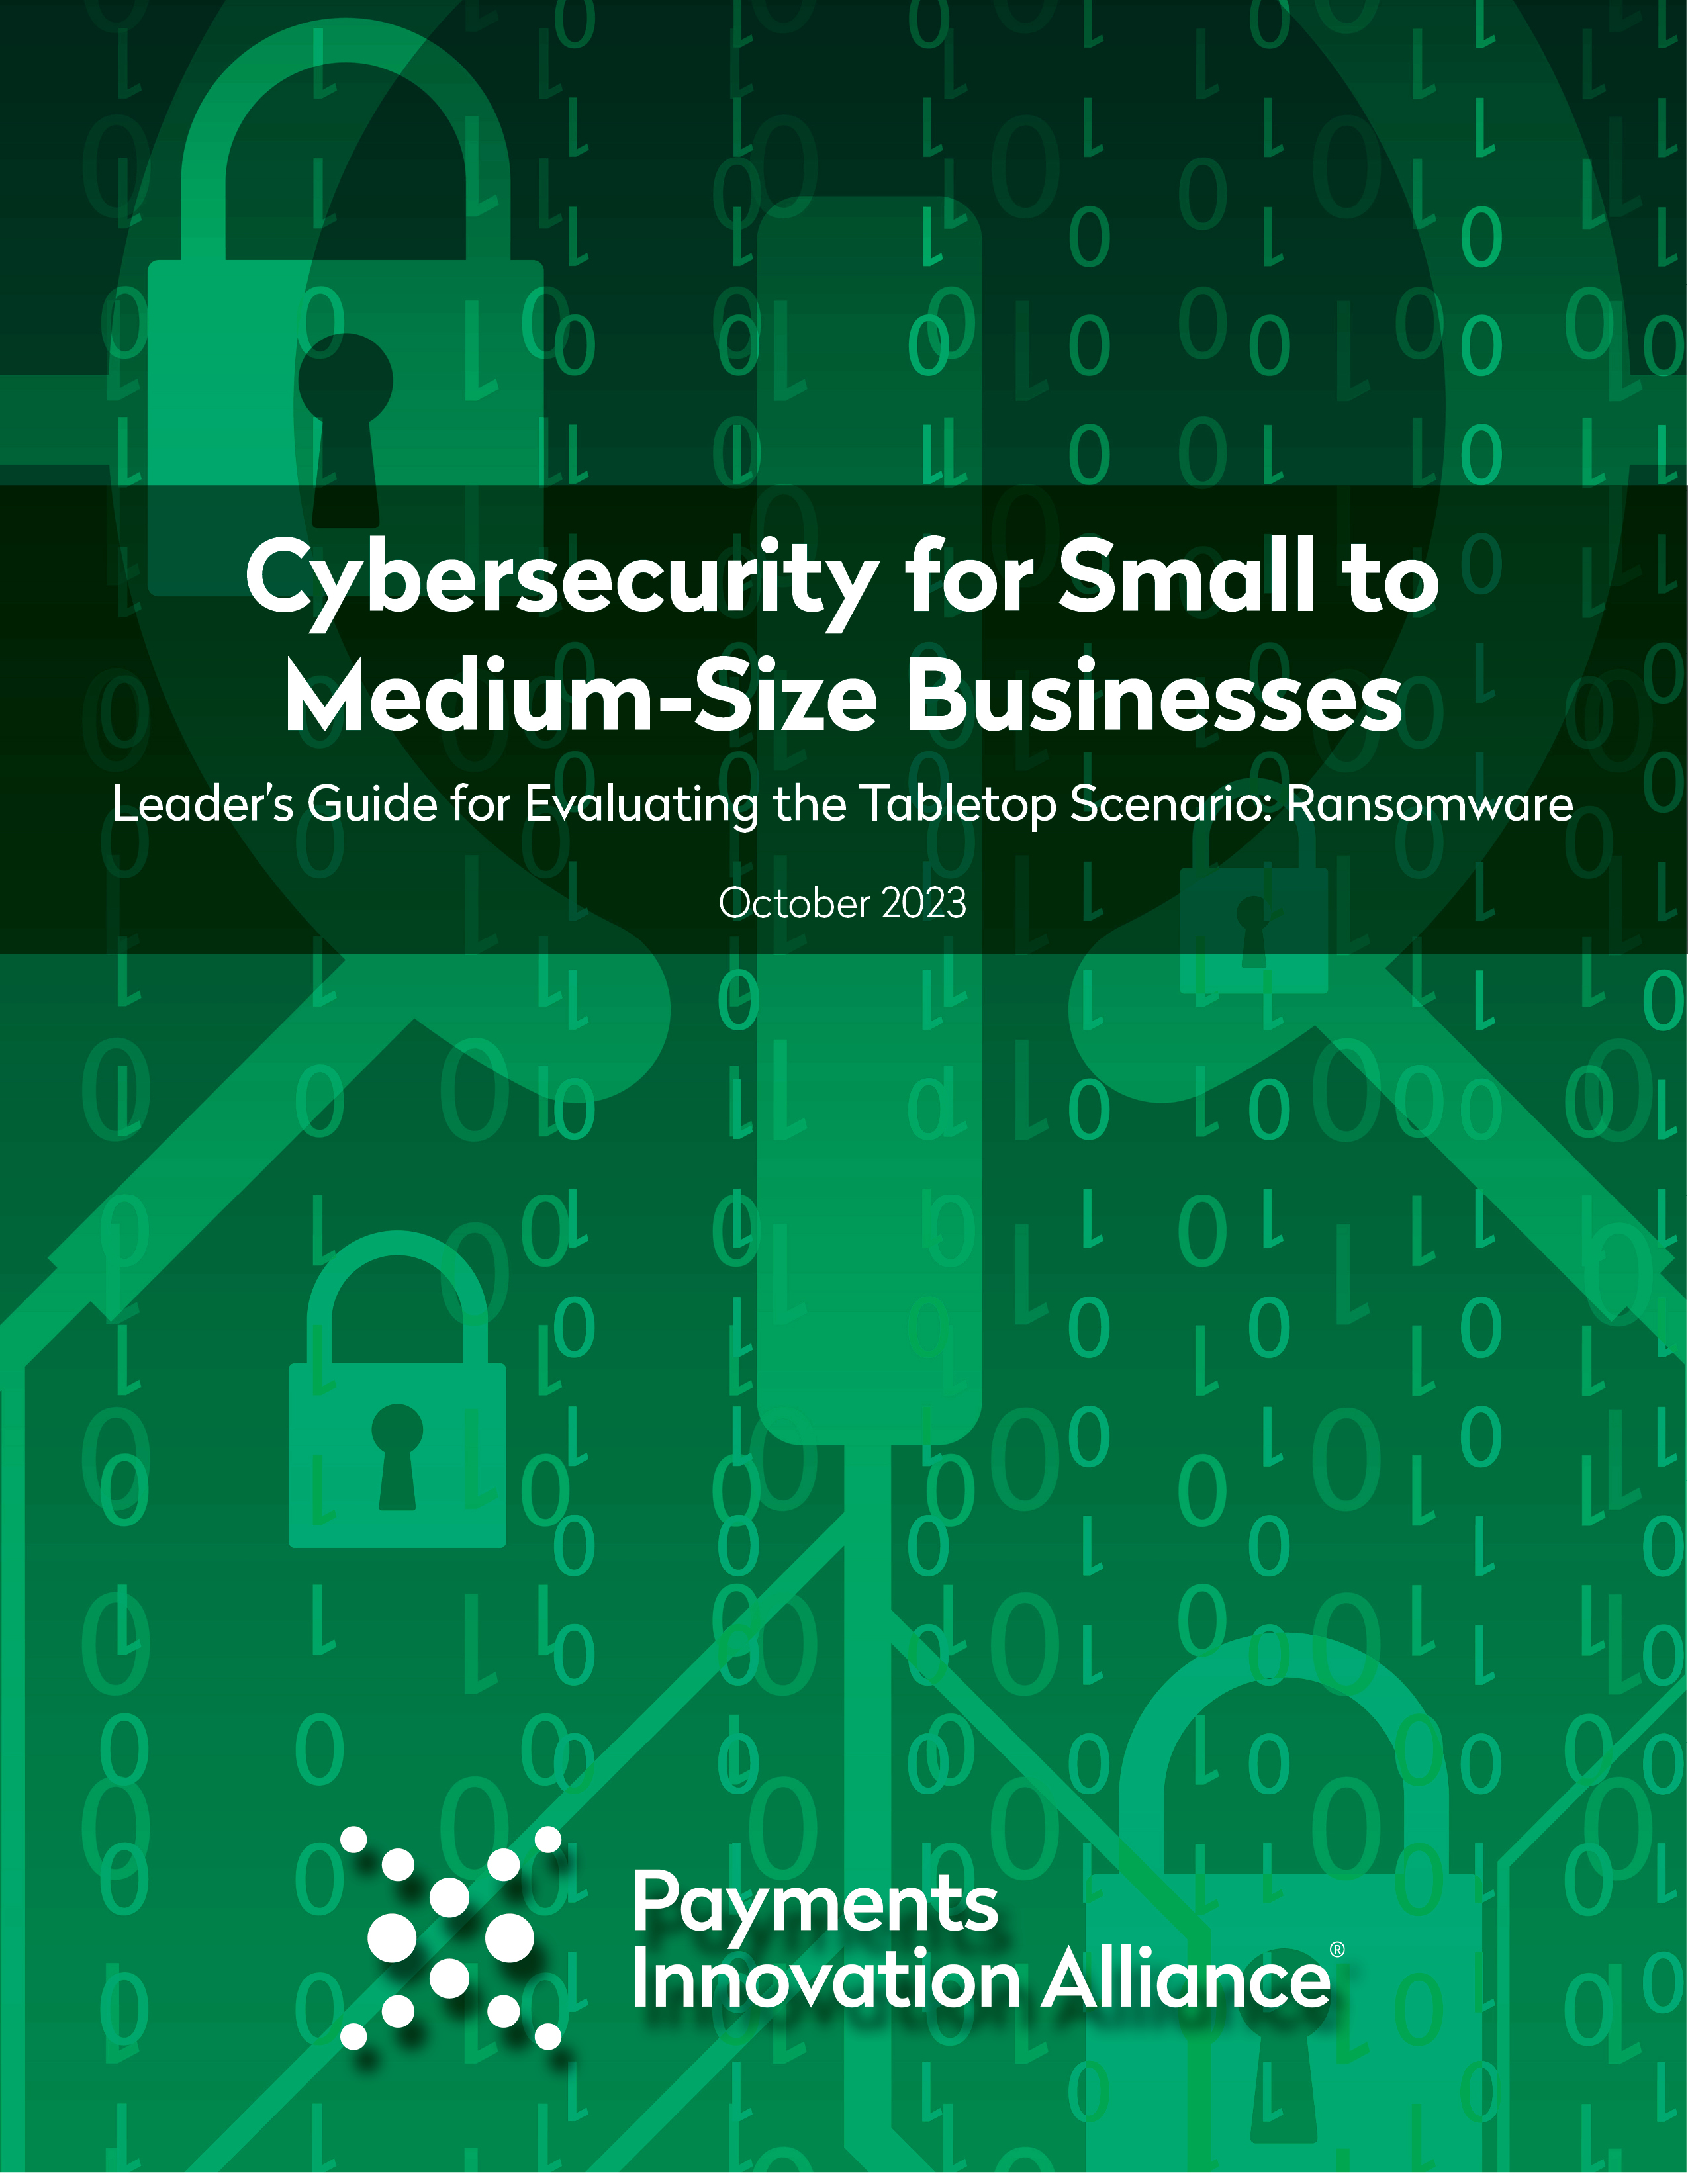 Cybersecurity for Small to
Medium-Size Businesses
Leader's Guide for Evaluating the Tabletop Scenario: Ransomware
October 2023
Payments
Innovation Alliance®